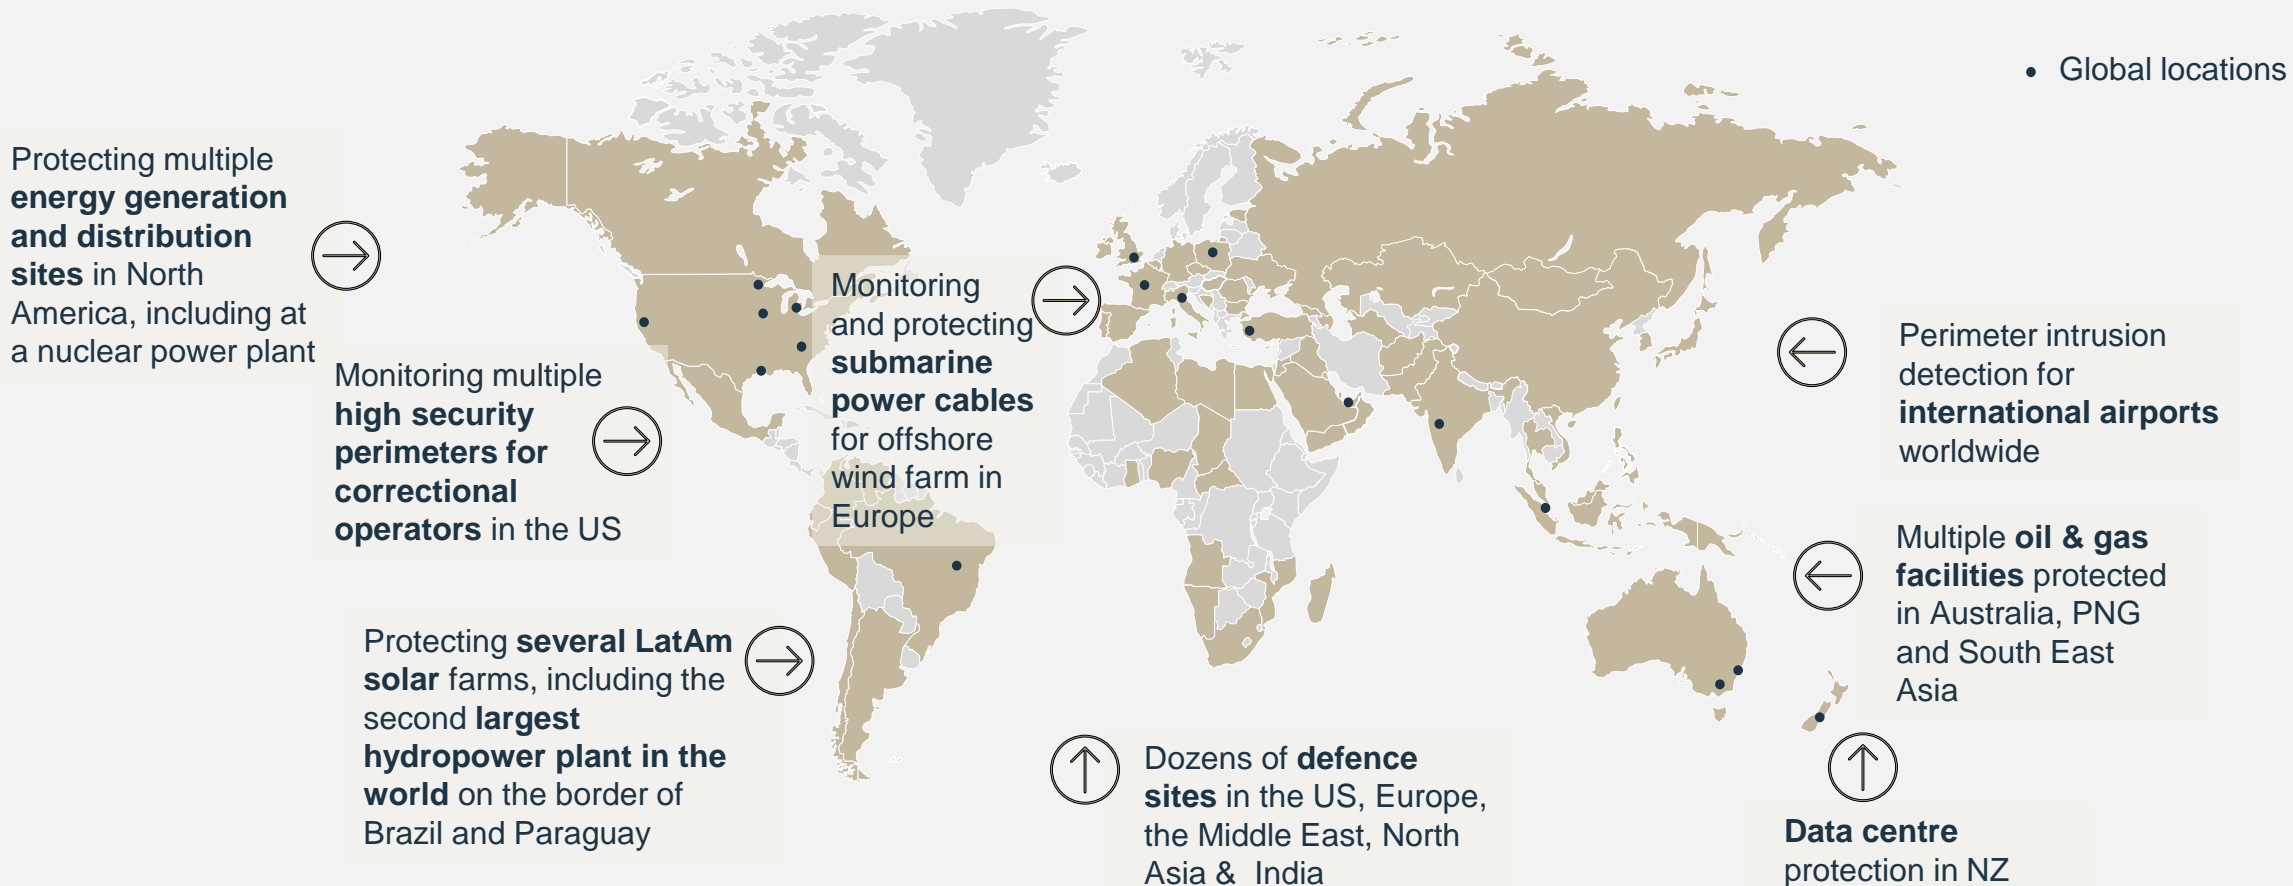 Global locations
Protecting multiple
energy generation
and distribution
sites in North
America, including at
a nuclear power plant
Monitoring multiple
high security
perimeters for
correctional
operators in the US
Monitoring
and protecting
submarine
power cables
for offshore
wind farm in
Europe
Perimeter intrusion
detection for
international airports
worldwide
Multiple oil & gas
facilities protected
in Australia, PNG
and South East
Asia
Protecting several LatAm
solar farms, including the
second largest
hydropower plant in the
world on the border of
Brazil and Paraguay
Dozens of defence
sites in the US, Europe,
the Middle East, North
Asia & India
Data centre
protection in NZ